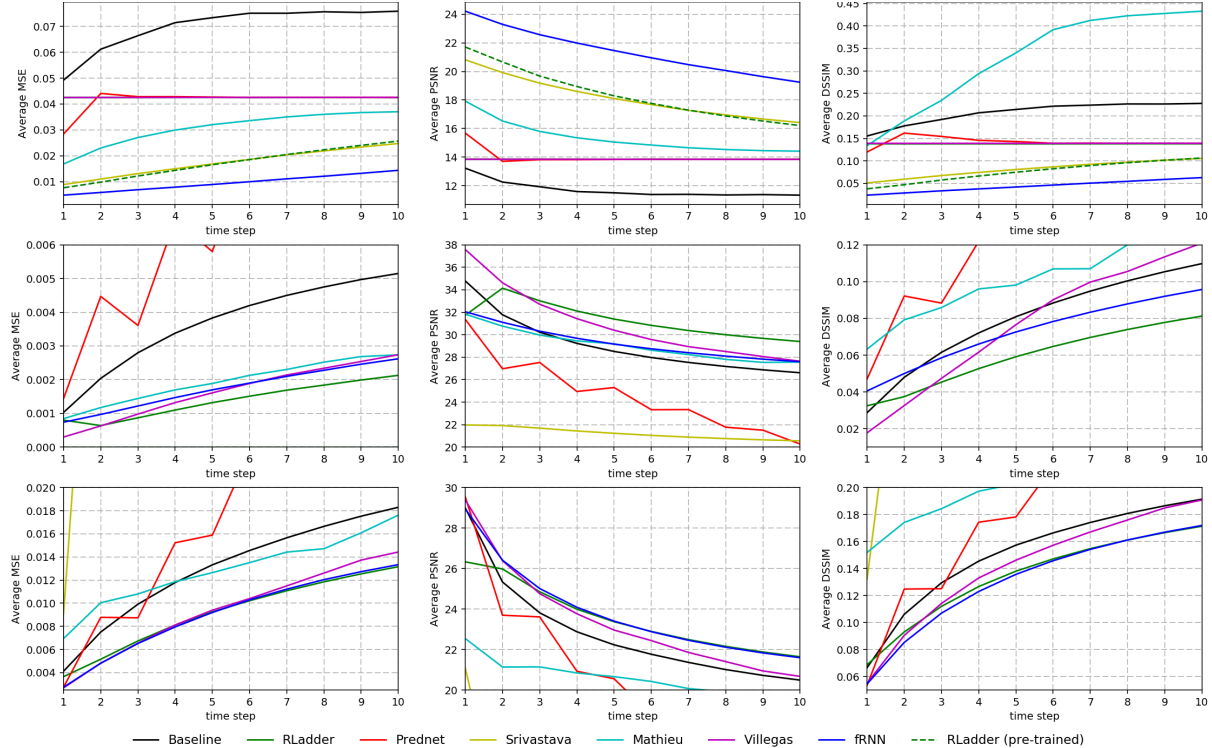 Average MSE
0.07
0.06
0.05
0.04
0.03
0.02
0.01
1 2 3 4 5 6 7 8 9 10
time step
Average PSNR
24
22
20
18
16
14
12
1 2 3 4 5 6 7 8 9 10
time step
Average DSSIM
0.45
0.40
0.35
0.30
0.25
0.20
0.15
0.10
0.05
1 2 3 4 5 6 7 8 9 10
time step
Average MSE
0.006
0.005
0.004
0.003
0.002
0.001
0.000
1 2 3 4 5 6 7 8 9 10
time step
Average PSNR
38
36
34
32
30
28
26
24
22
20
1 2 3 4 5 6 7 8 9 10
time step
Average DSSIM
0.12
0.10
0.08
0.06
0.04
0.02
1 2 3 4 5 6 7 8 9 10
time step
Average MSE
0.020
0.018
0.016
0.014
0.012
0.010
0.008
0.006
0.004
1 2 3 4 5 6 7 8 9 10
time step
Average PSNR
30
28
26
24
22
20
1 2 3 4 5 6 7 8 9 10
time step
Average DSSIM
0.20
0.18
0.16
0.14
0.12
0.10
0.08
0.06
1 2 3 4 5 6 7 8 9 10
time step
Baseline RLadder Prednet Srivastava Mathieu Villegas fRNN RLadder (pre-trained)